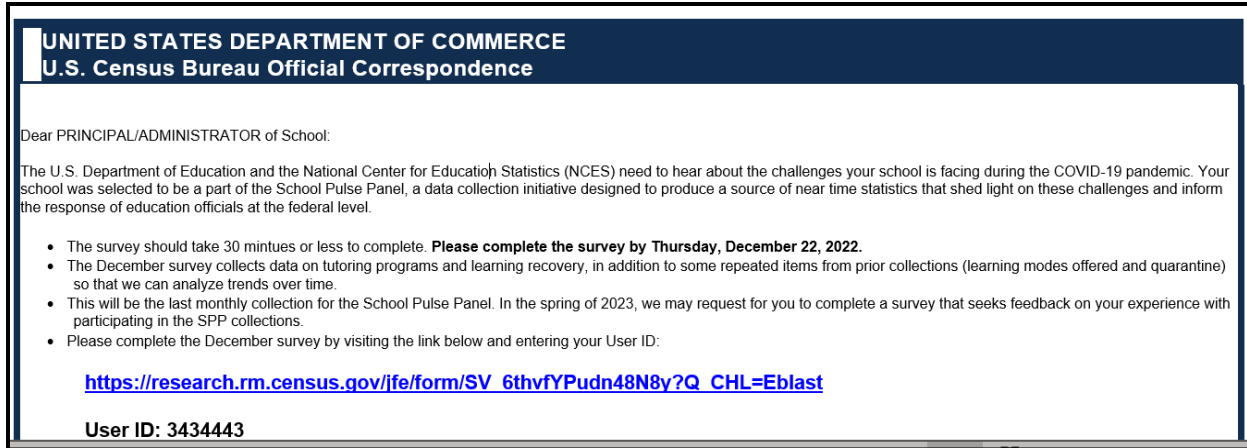 UNITED STATES DEPARTMENT OF COMMERCE
U.S. Census Bureau Official Correspondence
Dear PRINCIPAL/ADMINISTRATOR of School:
The U.S. Department of Education and the National Center for Education Statistics (NCES) need to hear about the challenges your school is facing during the COVID-19 pandemic. Your
school was selected to be a part of the School Pulse Panel, a data collection initiative designed to produce a source of near time statistics that shed light on these challenges and inform
the response of education officials at the federal level.
• The survey should take 30 mintues or less to complete. Please complete the survey by Thursday, December 22, 2022.
• The December survey collects data on tutoring programs and learning recovery, in addition to some repeated items from prior collections (learning modes offered and quarantine)
so that we can analyze trends over time.
• This will be the last monthly collection for the School Pulse Panel. In the spring of 2023, we may request for you to complete a survey that seeks feedback on your experience with
participating in the SPP collections.
• Please complete the December survey by visiting the link below and entering your User ID:
https://research.rm.census.gov/jfe/form/SV_6thvfYPudn48N8y?Q_CHL=Eblast
User ID: 3434443